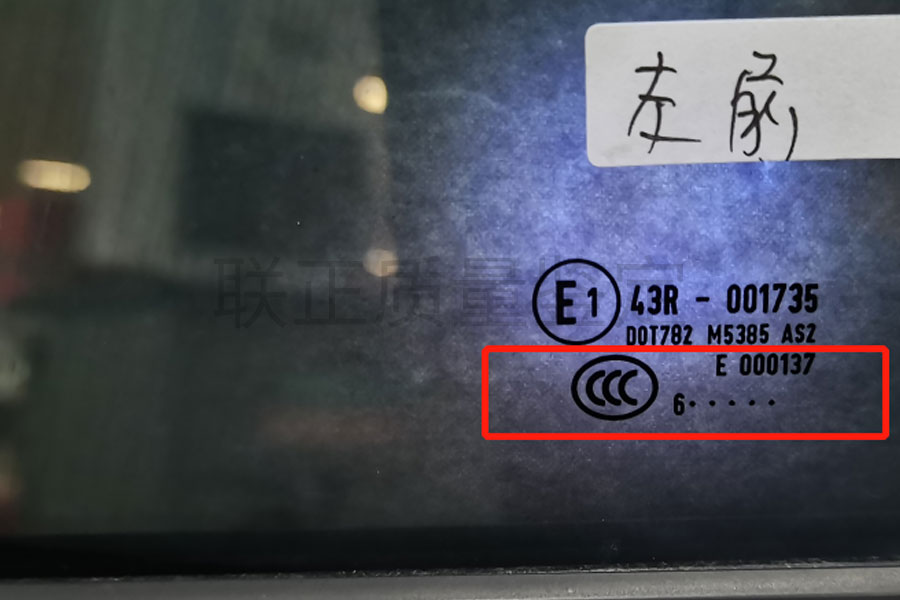 左前
联正质量
E1 43R - 001735
DOT782 M5385 AS2
E 000137
CCC 6·····